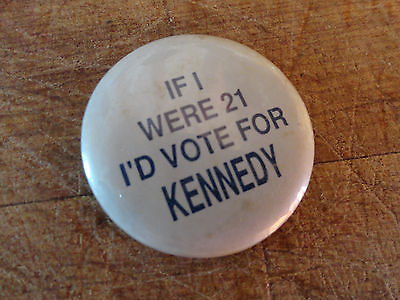 IF I
WERE 21
I'D VOTE FOR
KENNEDY